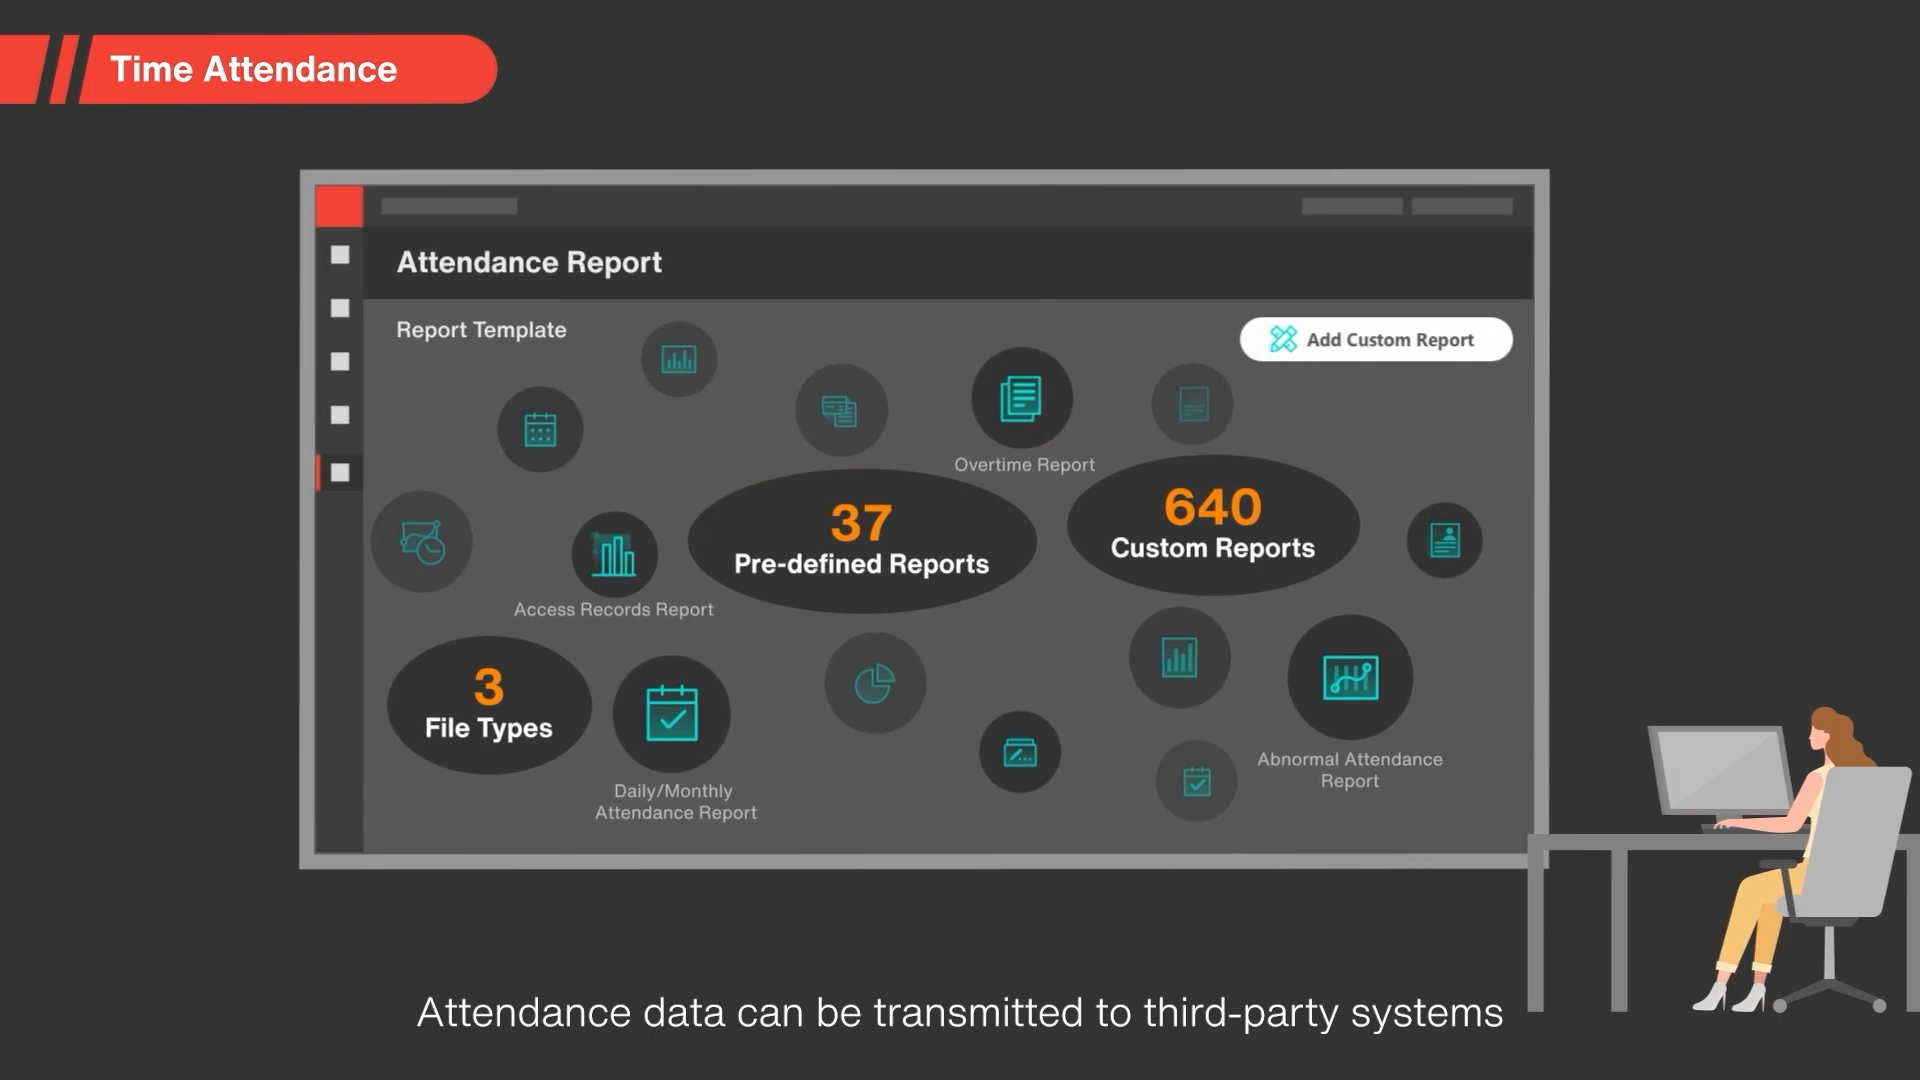 Time Attendance
Attendance Report
Report Template
Add Custom Report
Overtime Report
37
Pre-defined Reports
640
Custom Reports
Access Records Report
3
File Types
Daily/Monthly
Attendance Report
Abnormal Attendance
Report
Attendance data can be transmitted to third-party systems